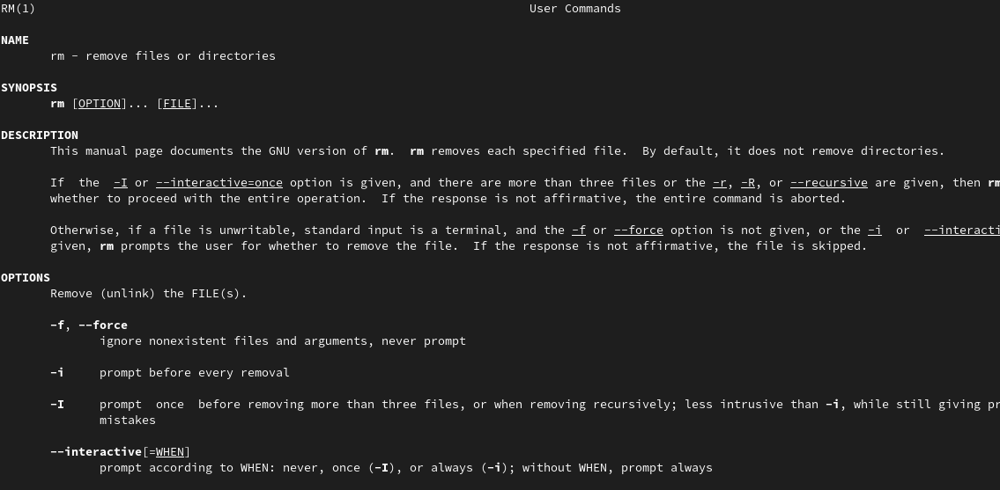 RM(1) User Commands
NAME
rm - remove files or directories
SYNOPSIS
rm [OPTION]... [FILE]...
DESCRIPTION
This manual page documents the GNU version of rm.  rm removes each specified file.  By default, it does not remove directories.
If  the  -I or --interactive=once option is given, and there are more than three files or the -r, -R, or --recursive are given, then rm
whether to proceed with the entire operation.  If the response is not affirmative, the entire command is aborted.
Otherwise, if a file is unwritable, standard input is a terminal, and the -f or --force option is not given, or the -i  or  --interacti
given, rm prompts the user for whether to remove the file.  If the response is not affirmative, the file is skipped.
OPTIONS
Remove (unlink) the FILE(s).
-f, --force
ignore nonexistent files and arguments, never prompt
-i prompt before every removal
-I prompt  once  before removing more than three files, or when removing recursively; less intrusive than -i, while still giving pr
mistakes
--interactive[=WHEN]
prompt according to WHEN: never, once (-I), or always (-i); without WHEN, prompt always